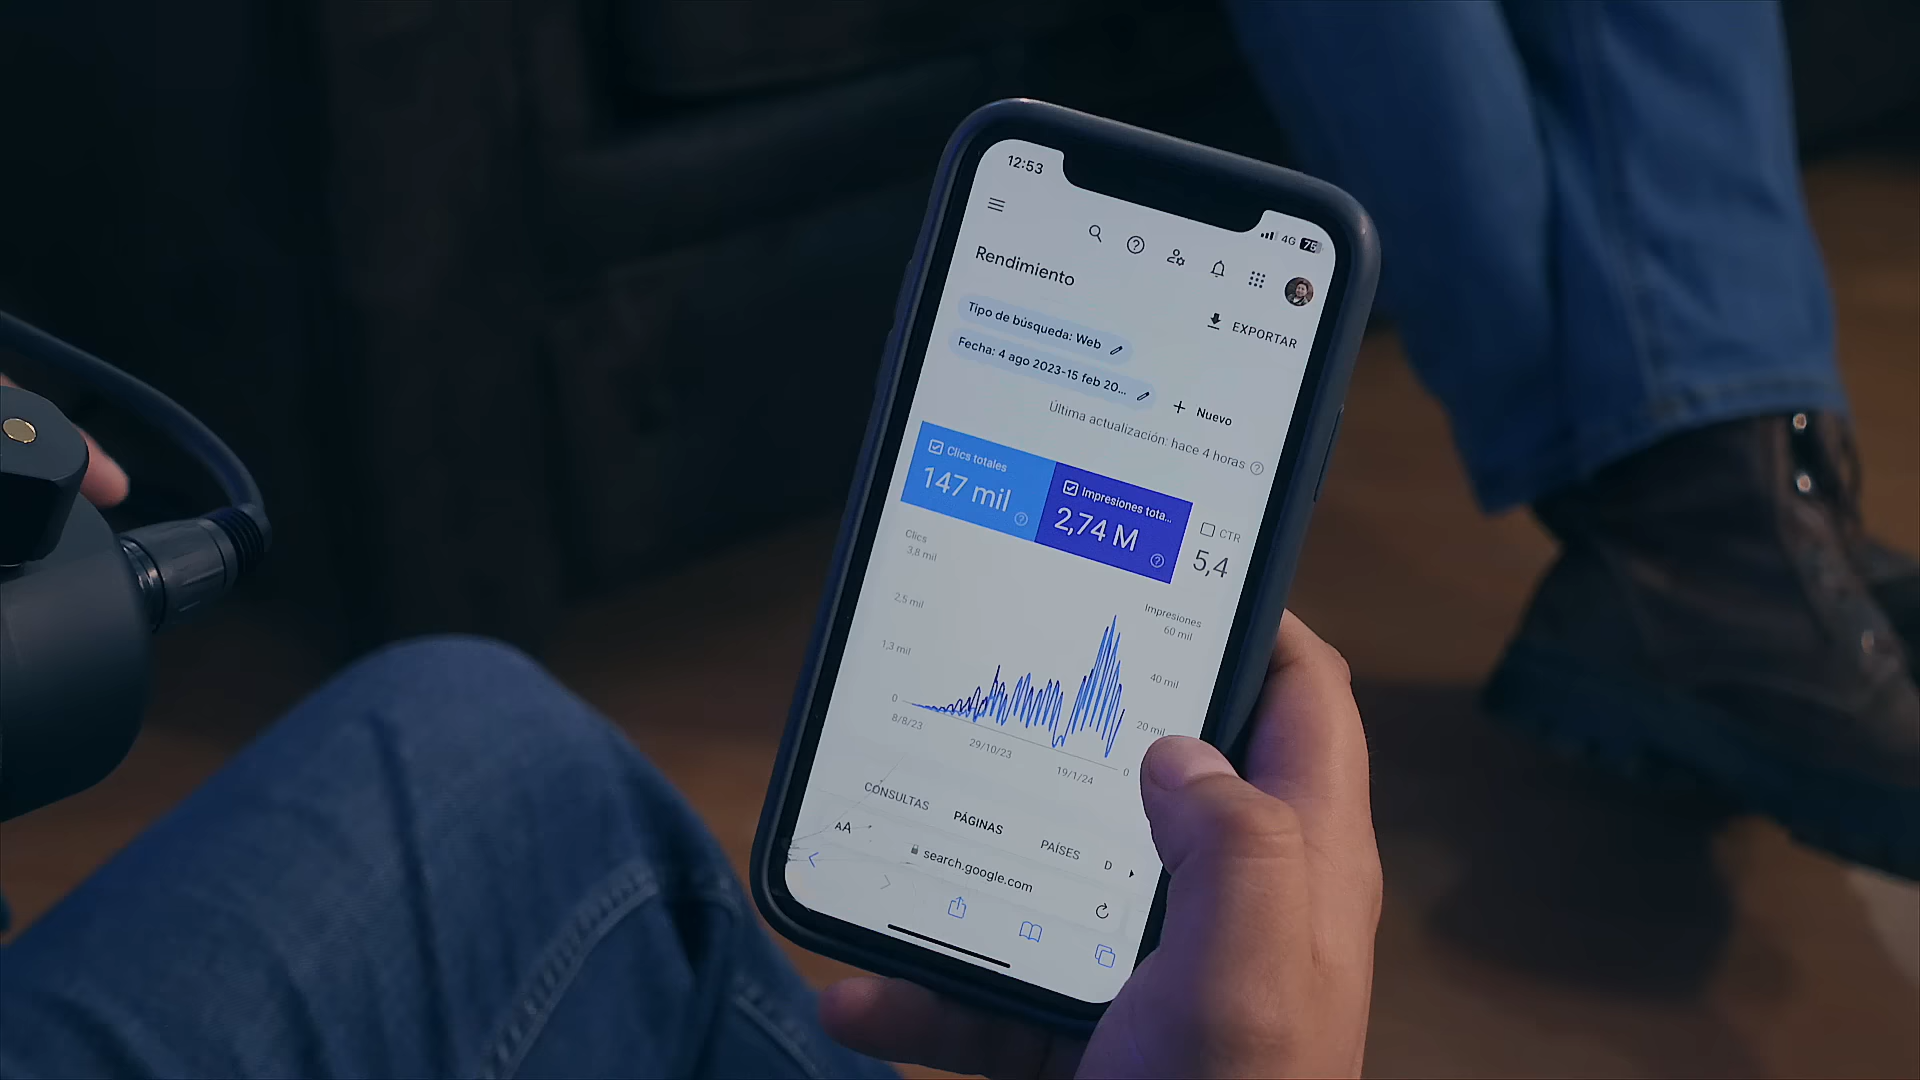 12:53
4G 75
Rendimiento
EXPORTAR
Tipo de búsqueda: Web
Fecha: 4 ago 2023-15 feb 20...
Nuevo
Última actualización: hace 4 horas
Clics totales
147 mil
Impresiones tota...
2,74 M
CTR
5,4
Clics
3,8 mil
2,5 mil
1,3 mil
0
Impresiones
60 mil
40 mil
20 mil
0
8/8/23
29/10/23
19/1/24
CONSULTAS
PÁGINAS
PAÍSES
D
AA
search.google.com